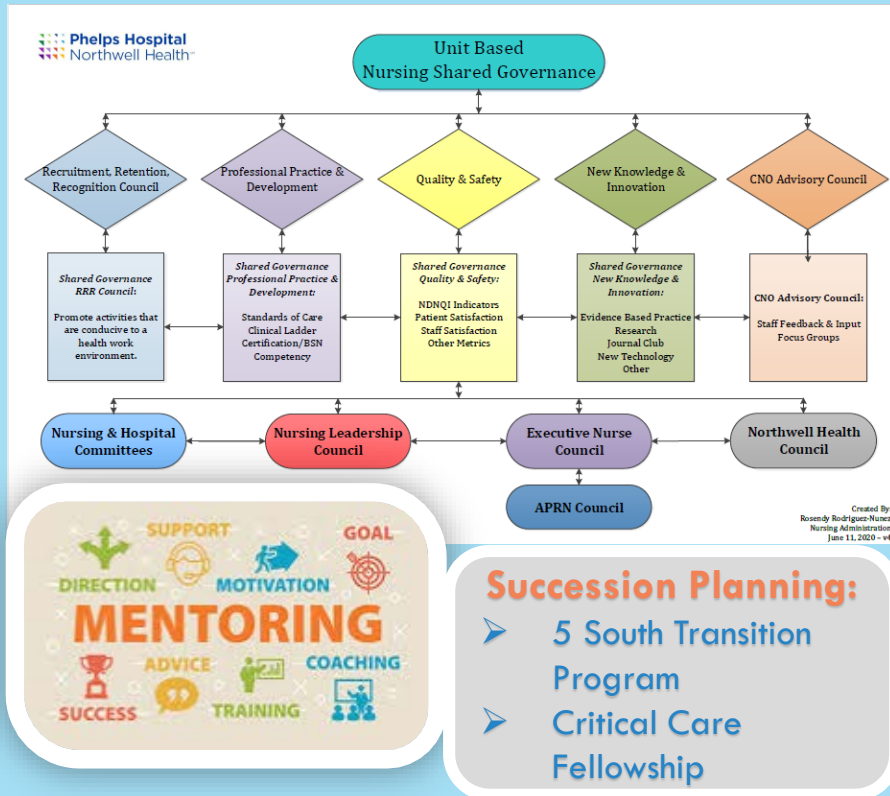 Phelps Hospital
Northwell Health
Unit Based
Nursing Shared Governance
Recruitment, Retention,
Recognition Council
Professional Practice &
Development
Quality & Safety
New Knowledge &
Innovation
CNO Advisory Council
Shared Governance
RRR Council:
Promote activities that
are conducive to a
health work
environment.
Shared Governance
Professional Practice &
Development:
Standards of Care
Clinical Ladder
Certification/BSN
Competency
Shared Governance
Quality & Safety:
NDNQI Indicators
Patient Satisfaction
Staff Satisfaction
Other Metrics
Shared Governance
New Knowledge &
Innovation:
Evidence Based Practice
Research
Journal Club
New Technology
Other
CNO Advisory Council:
Staff Feedback & Input
Focus Groups
Nursing & Hospital
Committees
Nursing Leadership
Council
Executive Nurse
Council
Northwell Health
Council
APRN Council
Created By:
Rosendy Rodriguez-Nunez
Nursing Administration
June 11, 2020 – v4
SUPPORT
GOAL
DIRECTION
MOTIVATION
MENTORING
ADVICE
COACHING
SUCCESS
TRAINING
Succession Planning:
➢ 5 South Transition
Program
➢ Critical Care
Fellowship